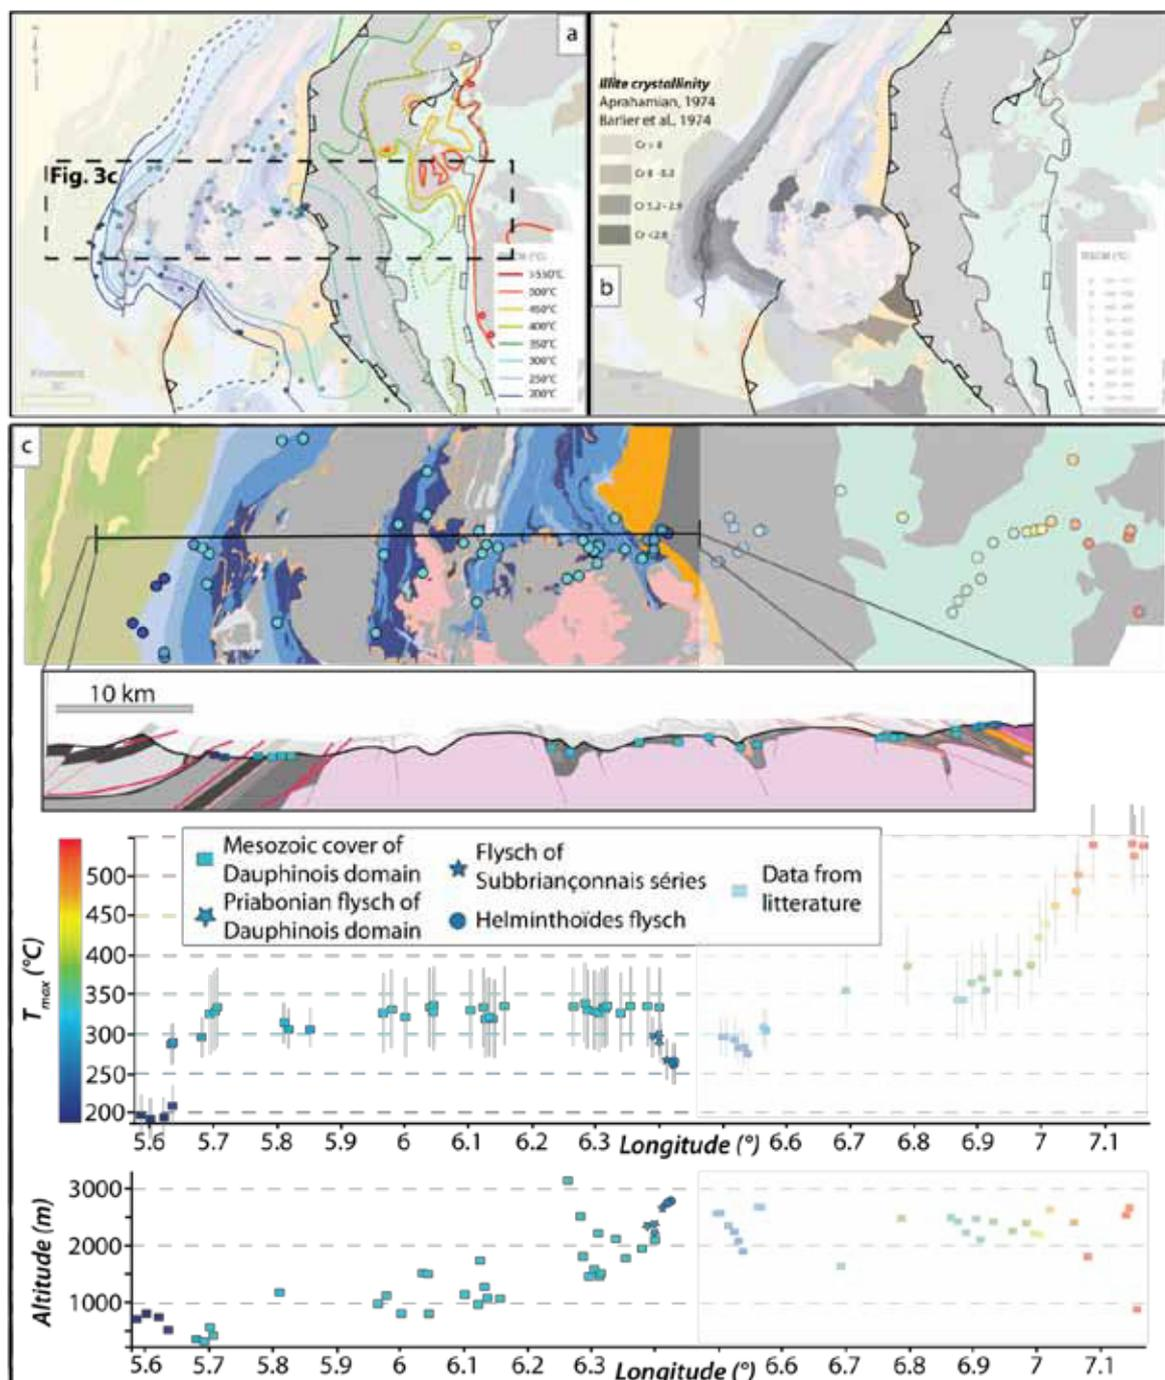 a
Fig. 3c
>550°C
500°C
450°C
400°C
350°C
300°C
250°C
200°C
Illite crystallinity
Aprahamian, 1974
Barlier et al., 1974
b
c
10 km
Mesozoic cover of
Dauphinois domain
Priabonian flysch of
Dauphinois domain
Flysch of
Subbriançonnais séries
Helminthoïdes flysch
Data from
litterature
Tmax (°C)
500
450
400
350
300
250
200
5.6 5.7 5.8 5.9 6 6.1 6.2 6.3 Longitude (°) 6.6 6.7 6.8 6.9 7 7.1
Altitude (m)
3000
2000
1000
5.6 5.7 5.8 5.9 6 6.1 6.2 6.3 Longitude (°) 6.6 6.7 6.8 6.9 7 7.1